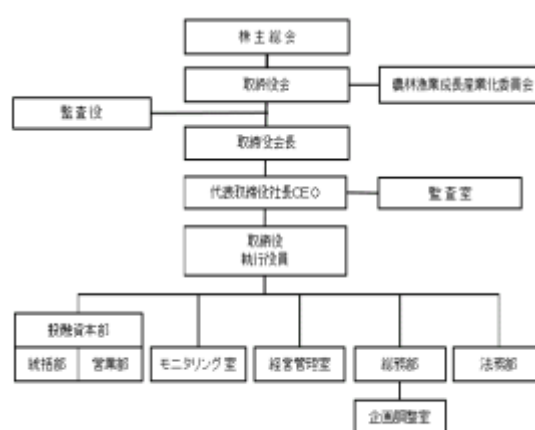 株主総会
取締役会
農林漁業成長産業化委員会
監査役
取締役会長
代表取締役社長CEO
監査室
取締役
執行役員
投融資本部
統括部
営業部
モニタリング室
経営管理室
総務部
法務部
企画調整室